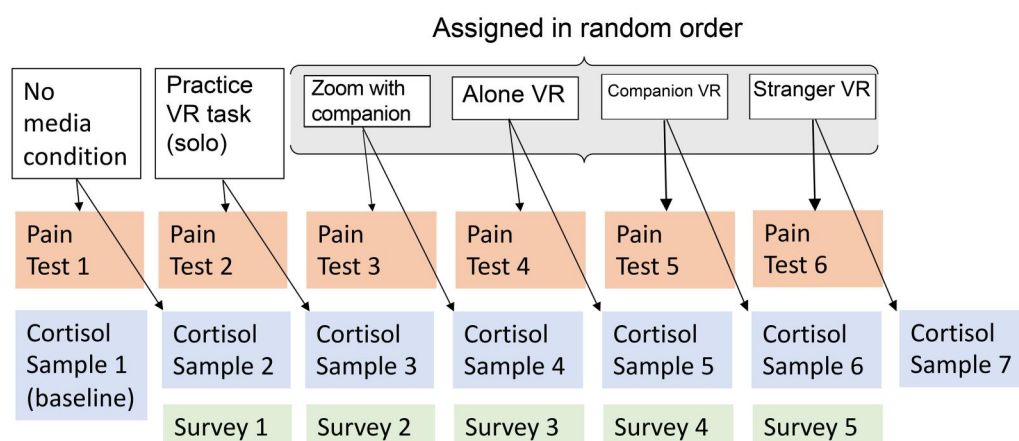 Assigned in random order
No
media
condition
Practice
VR task
(solo)
Zoom with
companion
Alone VR
Companion VR
Stranger VR
Pain
Test 1
Pain
Test 2
Pain
Test 3
Pain
Test 4
Pain
Test 5
Pain
Test 6
Cortisol
Sample 1
(baseline)
Cortisol
Sample 2
Cortisol
Sample 3
Cortisol
Sample 4
Cortisol
Sample 5
Cortisol
Sample 6
Cortisol
Sample 7
Survey 1
Survey 2
Survey 3
Survey 4
Survey 5